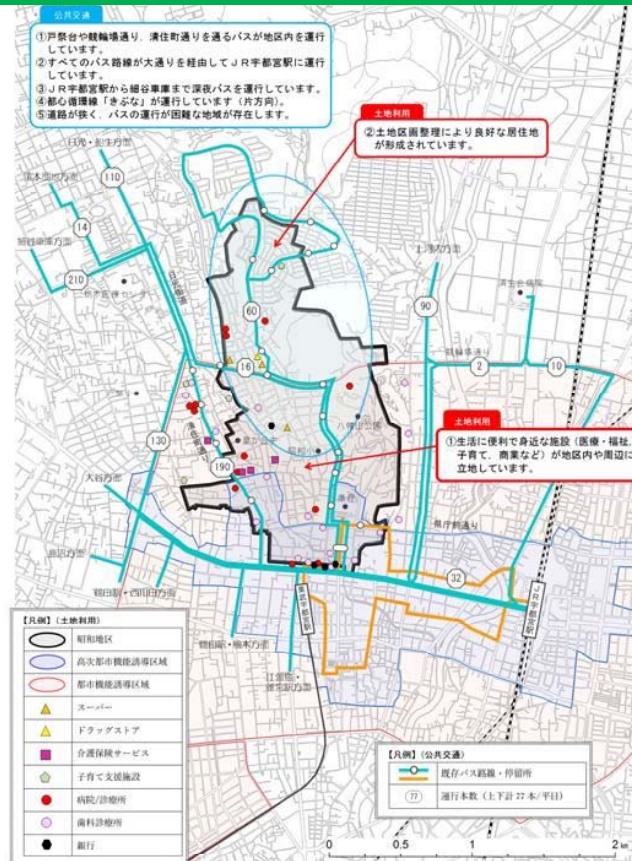 公共交通
①戸祭台や競輪場通り、清住町通りを通るバスが地区内を運行
しています。
②すべてのバス路線が大通りを経由してJR宇都宮駅に運行
しています。
③JR宇都宮駅から細谷車庫まで深夜バスを運行しています。
④都心循環線「きぶな」が運行しています（片方向）。
⑤道路が狭く、バスの運行が困難な地域が存在します。
土地利用
②土地区画整理により良好な居住地
が形成されています。
110
14
細谷車庫方面
210
60
90
済生会病院
競輪場通り
16
2
10
八幡山公園
土地利用
①生活に便利で身近な施設（医療・福祉、
子育て、商業など）が地区内や周辺に
立地しています。
130
190
大谷方面
県庁
県庁前通り
32
東武宇都宮駅
JR宇都宮駅
【凡例】（土地利用）
昭和地区
高次都市機能誘導区域
都市機能誘導区域
スーパー
ドラッグストア
介護保険サービス
子育て支援施設
病院/診療所
歯科診療所
銀行
【凡例】（公共交通）
既存バス路線・停留所
77
運行本数（上下計77本/平日）
0
0.5
1
2 km